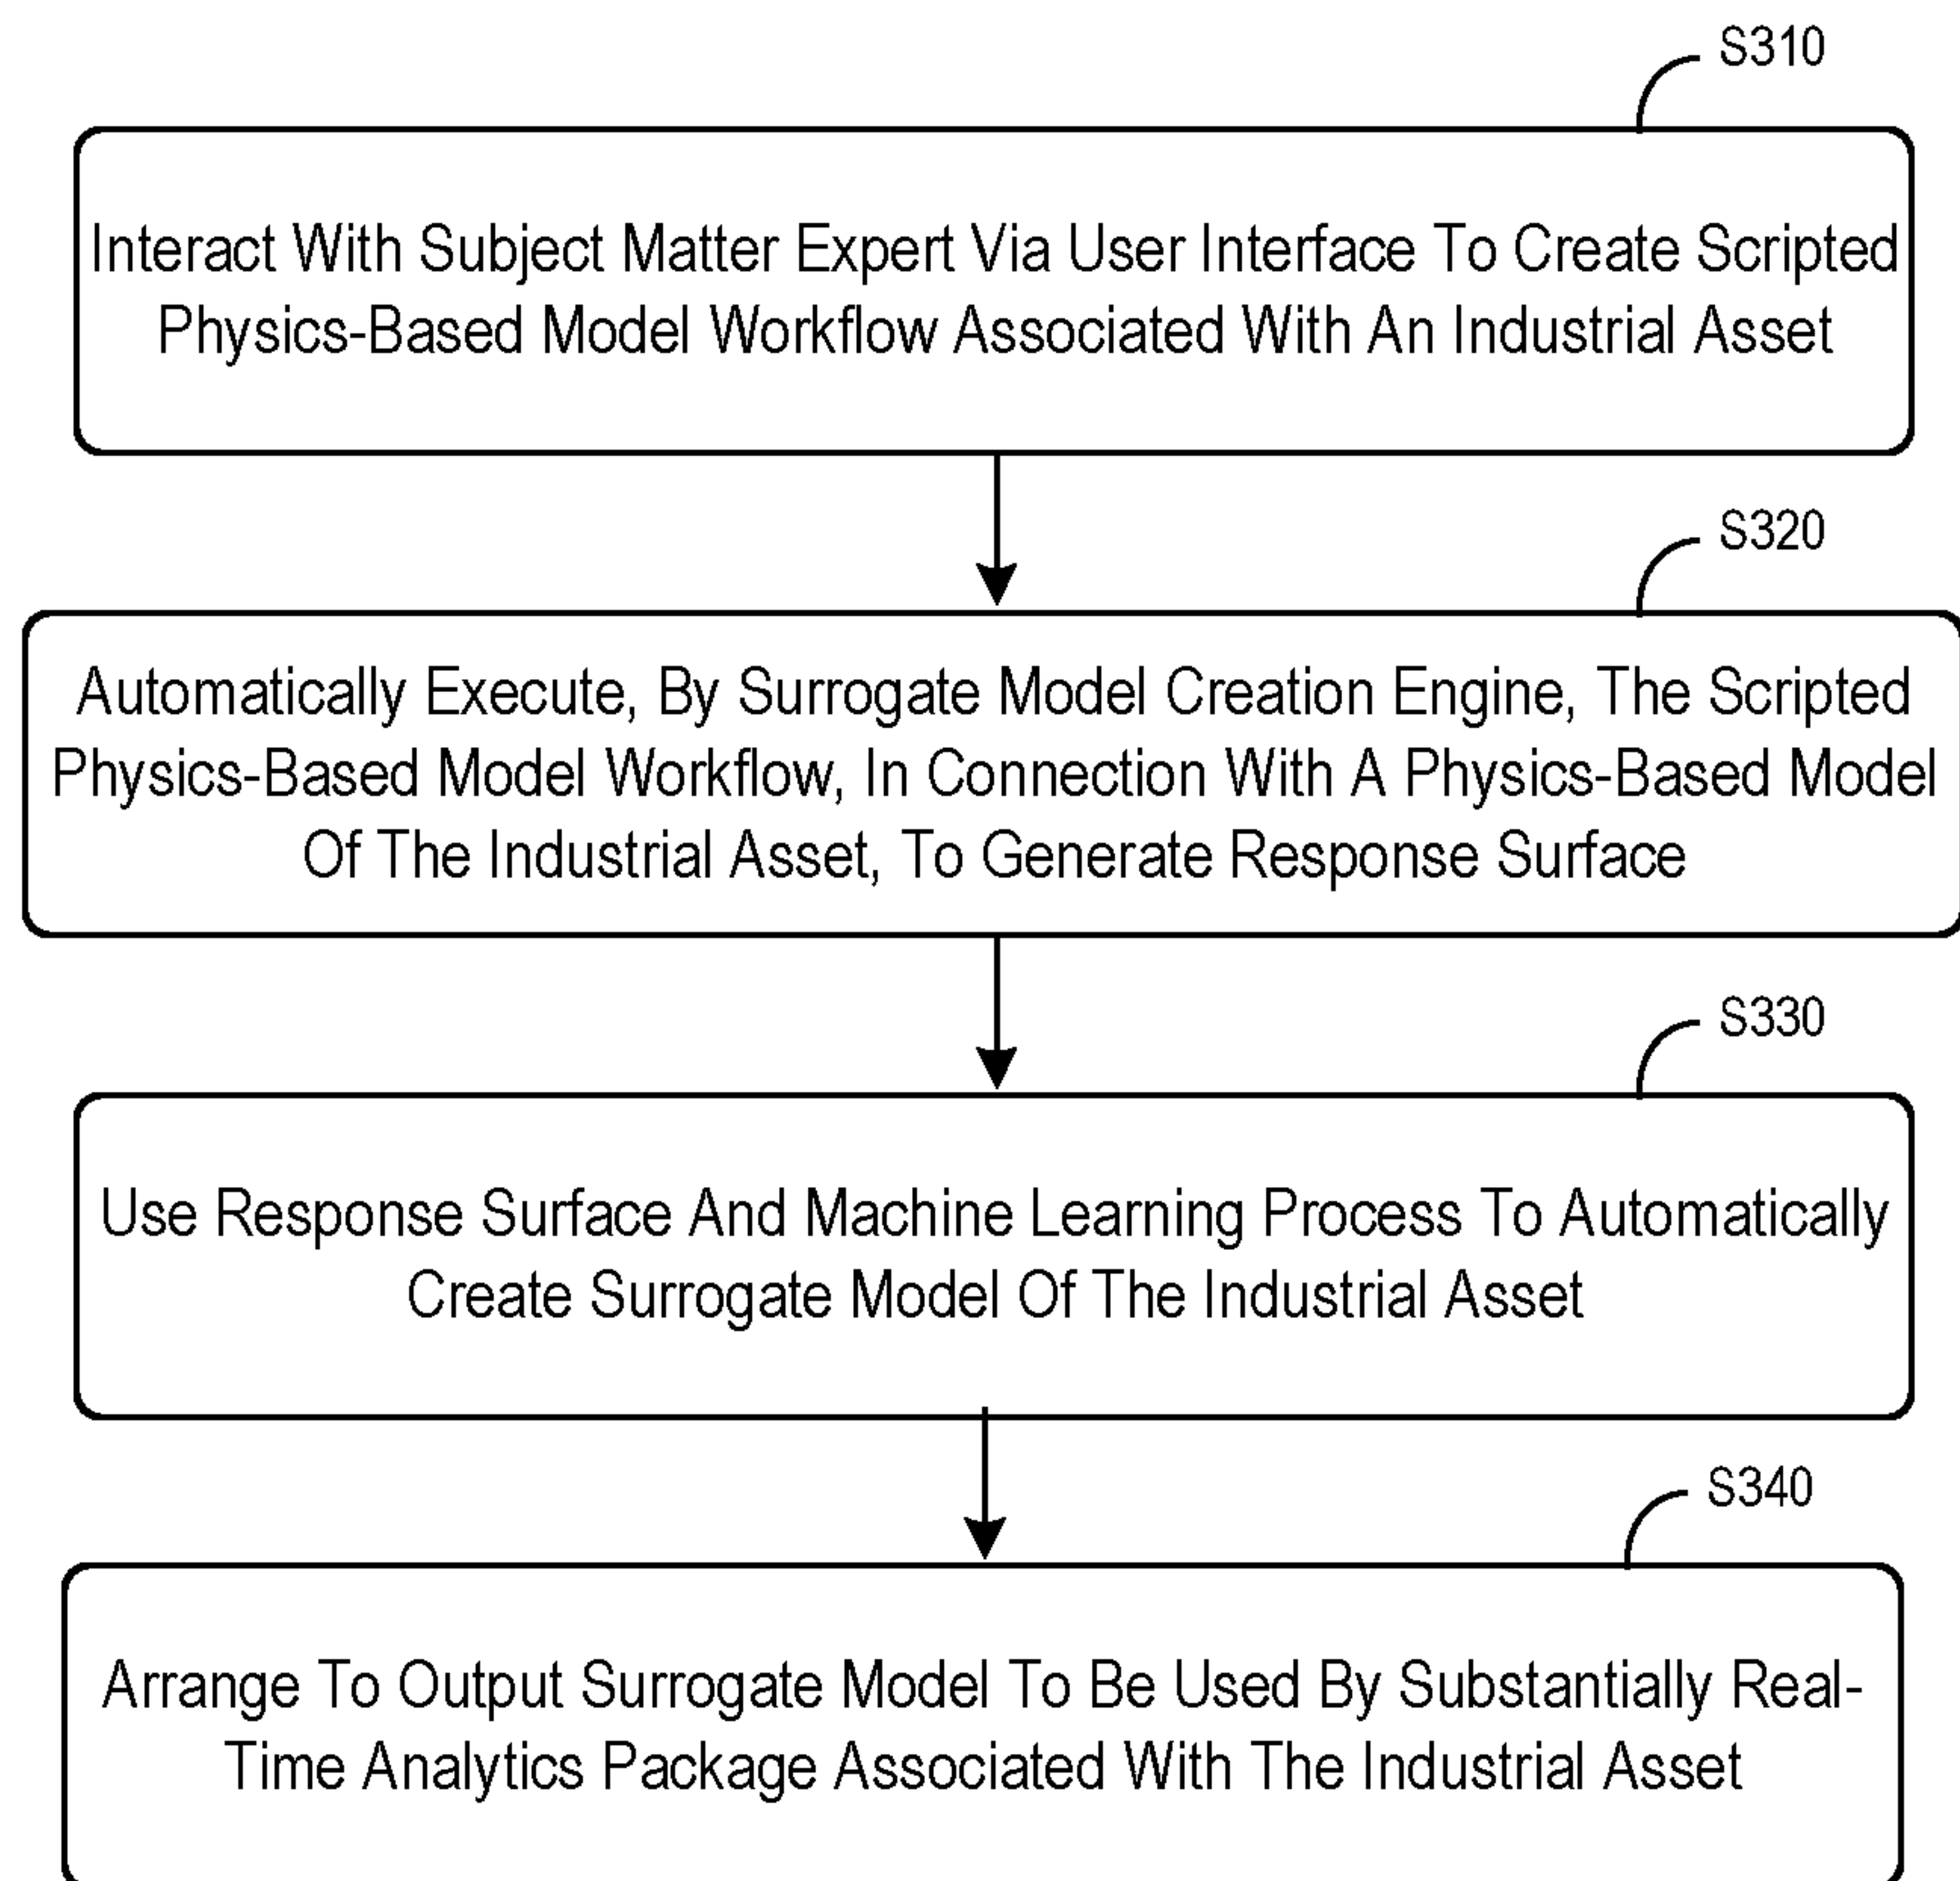 S310
Interact With Subject Matter Expert Via User Interface To Create Scripted
Physics-Based Model Workflow Associated With An Industrial Asset
S320
Automatically Execute, By Surrogate Model Creation Engine, The Scripted
Physics-Based Model Workflow, In Connection With A Physics-Based Model
Of The Industrial Asset, To Generate Response Surface
S330
Use Response Surface And Machine Learning Process To Automatically
Create Surrogate Model Of The Industrial Asset
S340
Arrange To Output Surrogate Model To Be Used By Substantially Real-
Time Analytics Package Associated With The Industrial Asset